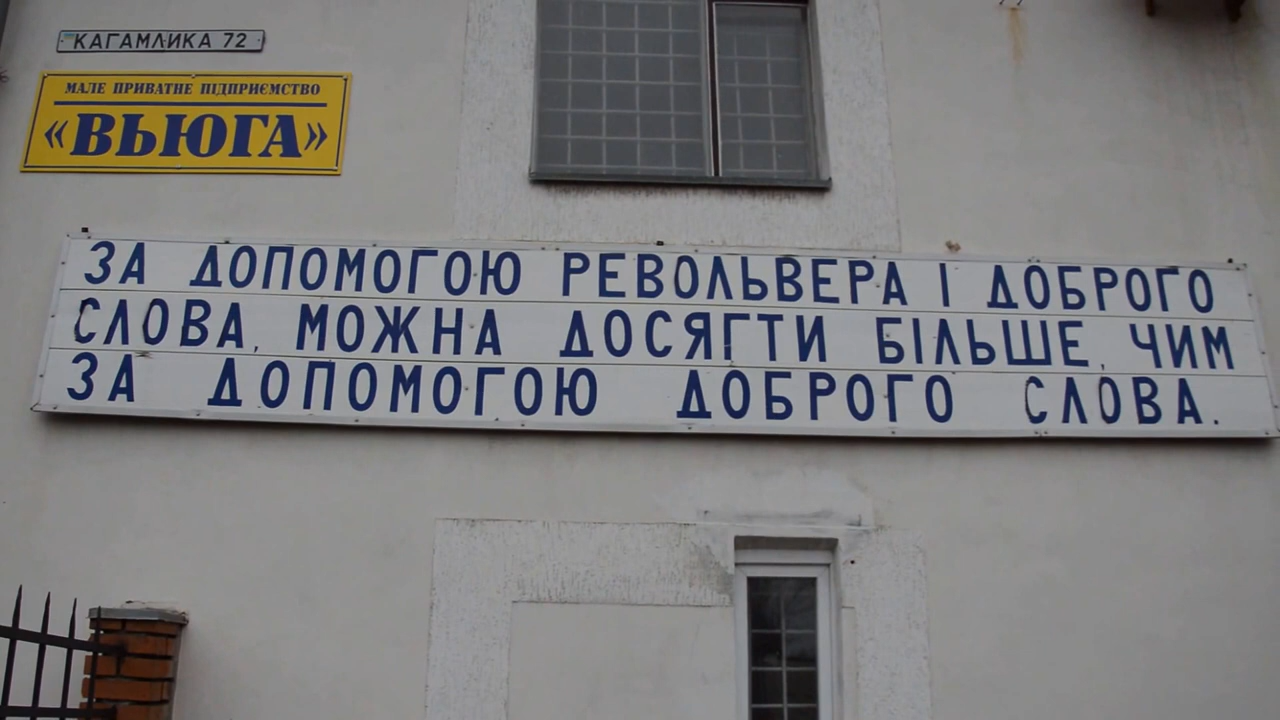 КАГАМЛИКА 72
МАЛЕ ПРИВАТНЕ ПІДПРИЄМСТВО
«ВЬЮГА»
ЗА ДОПОМОГОЮ РЕВОЛЬВЕРА І ДОБРОГО
СЛОВА, МОЖНА ДОСЯГТИ БІЛЬШЕ, ЧИМ
ЗА ДОПОМОГОЮ ДОБРОГО СЛОВА.